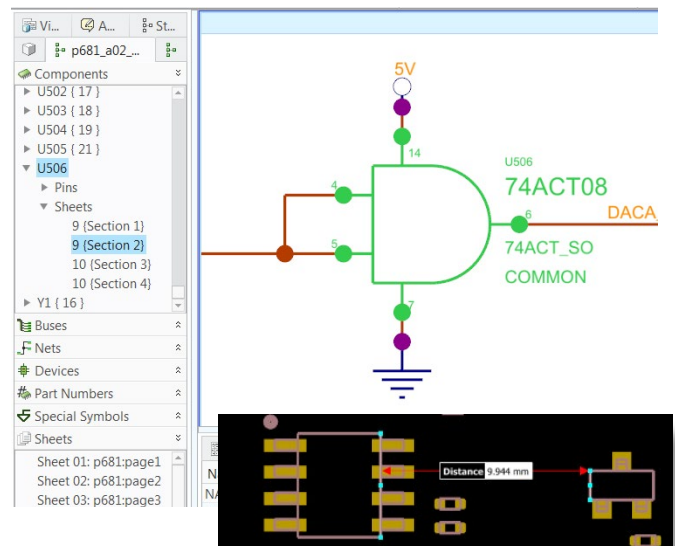 Vi... A... St...
p681_a02_...
Components
U502 { 17 }
U503 { 18 }
U504 { 19 }
U505 { 21 }
U506
Pins
Sheets
9 {Section 1}
9 {Section 2}
10 {Section 3}
10 {Section 4}
Y1 { 16 }
Buses
Nets
Devices
Part Numbers
Special Symbols
Sheets
Sheet 01: p681:page1
Sheet 02: p681:page2
Sheet 03: p681:page3
5V
14
U506
74ACT08
4
6
DACA_
5
74ACT_SO
COMMON
7
N
NA
Distance 9.944 mm